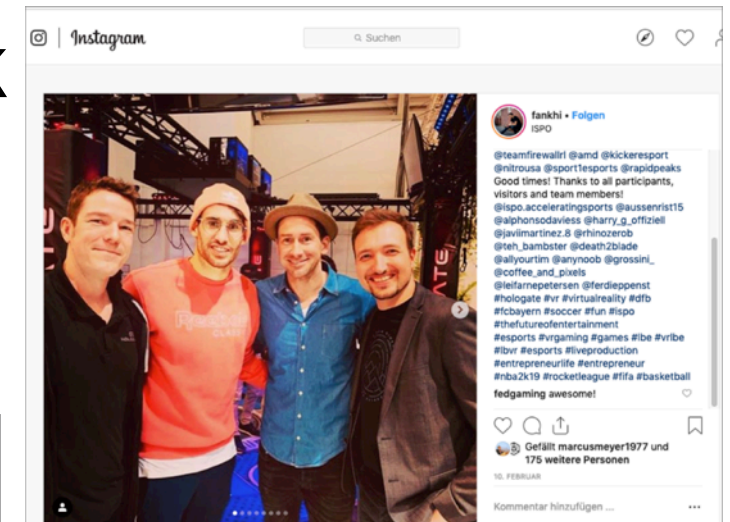 Instagram
Suchen
fankhi • Folgen
ISPO
@teamfirewallrl @amd @kickeresport
@nitrousa @sport1esports @rapidpeaks
Good times! Thanks to all participants,
visitors and team members!
@ispo.acceleratingsports @aussenrist15
@alphonsodaviess @harry_g_offiziell
@javiimartinez.8 @rhinozerob
@teh_bambster @death2blade
@allyourtim @anynoob @grossini_
@coffee_and_pixels
@leifarnepetersen @ferdieppenst
#hologate #vr #virtualreality #dfb
#fcbayern #soccer #fun #ispo
#thefutureofentertainment
#esports #vrgaming #games #lbe #vrlbe
#lbvr #esports #liveproduction
#entrepreneurlife #entrepreneur
#nba2k19 #rocketleague #fifa #basketball
fedgaming awesome!
Gefällt marcusmeyer1977 und
175 weitere Personen
10. FEBRUAR
Kommentar hinzufügen ...
Reebok
CLASSIC